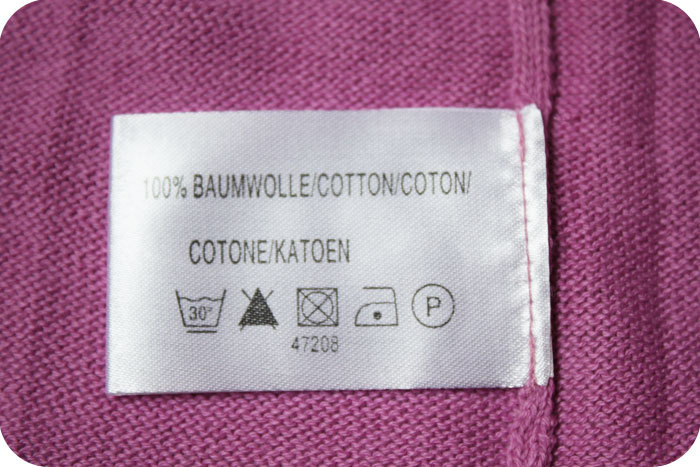 100% BAUMWOLLE/COTTON/COTON/
COTONE/KATOEN
30° P
47208